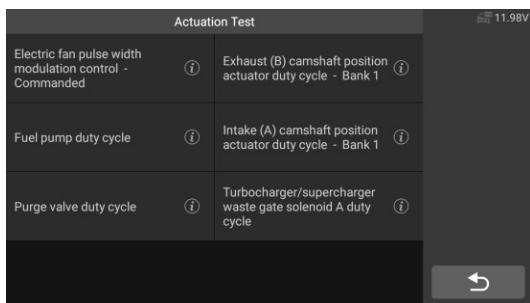 Actuation Test
11.98V
Electric fan pulse width
modulation control -
Commanded
Exhaust (B) camshaft position
actuator duty cycle - Bank 1
Fuel pump duty cycle
Intake (A) camshaft position
actuator duty cycle - Bank 1
Purge valve duty cycle
Turbocharger/supercharger
waste gate solenoid A duty
cycle